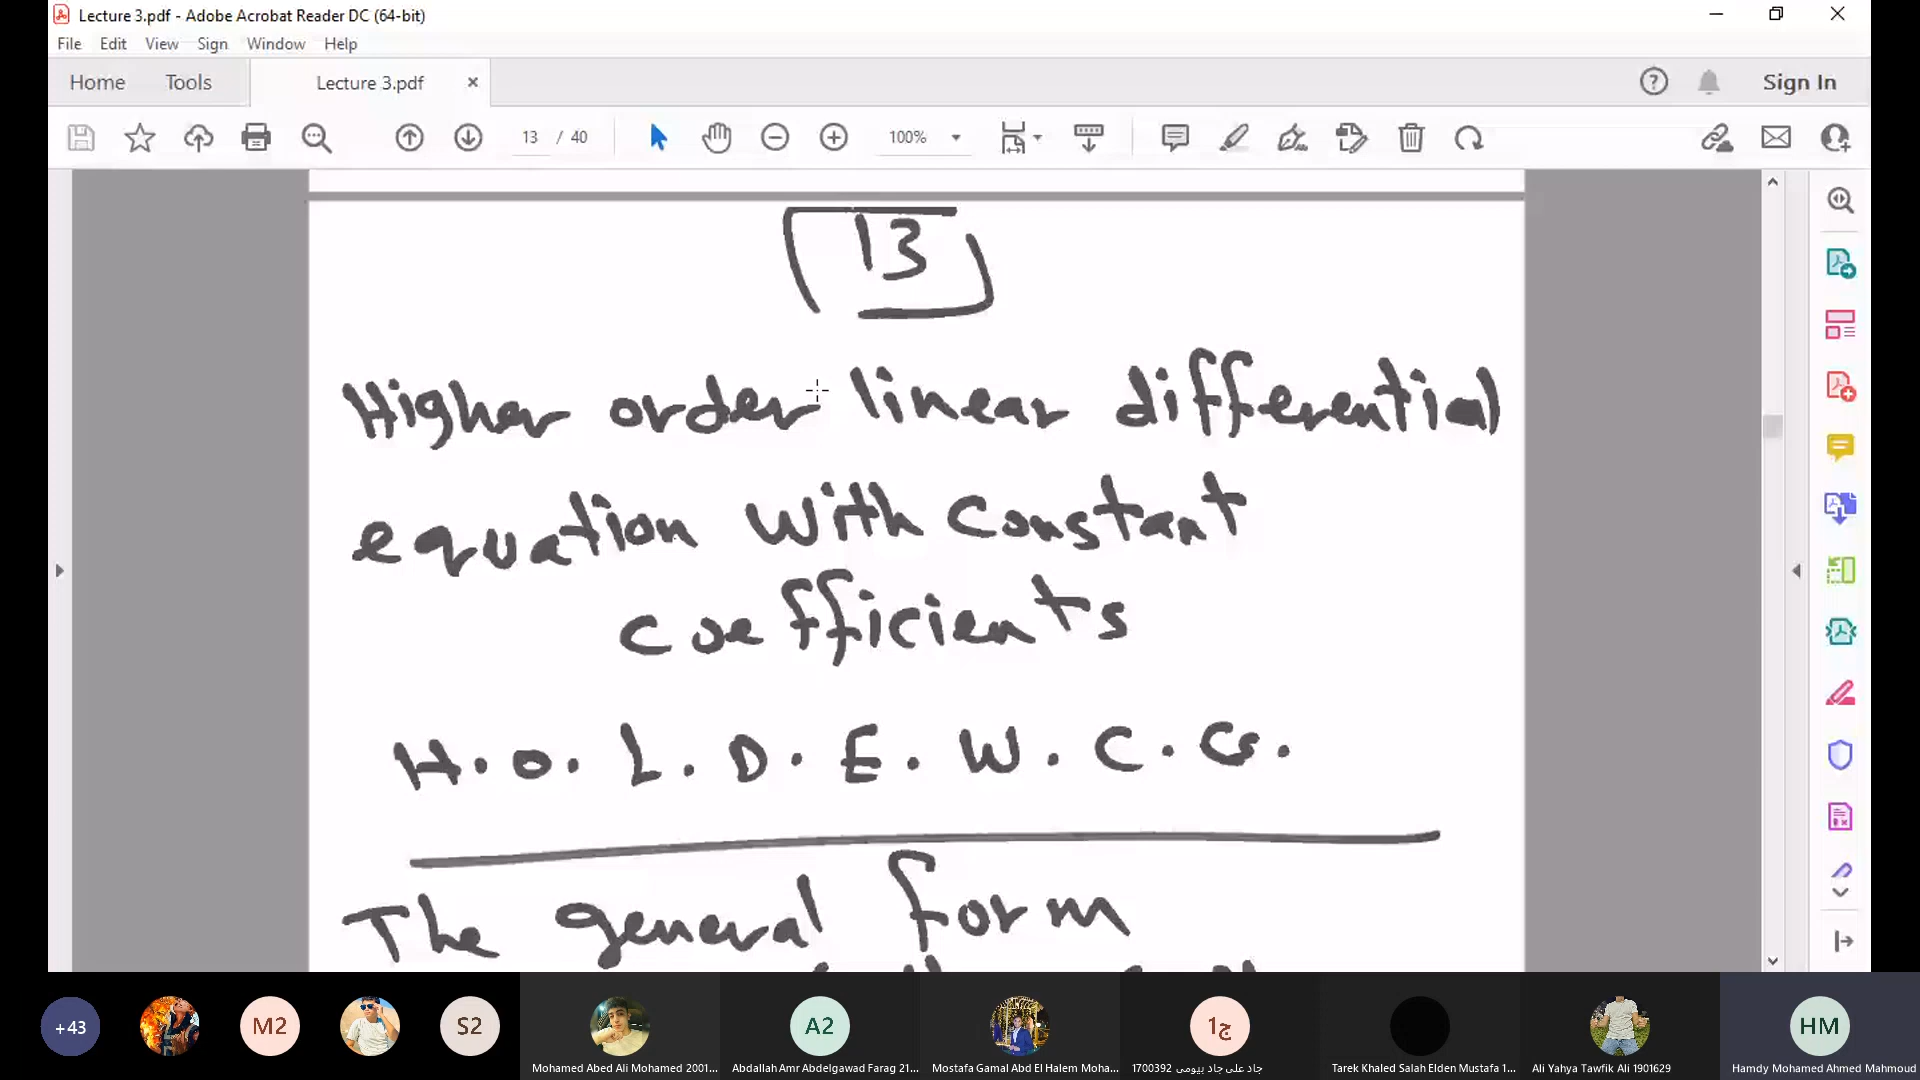 Lecture 3.pdf - Adobe Acrobat Reader DC (64-bit)
File Edit View Sign Window Help
Home Tools Lecture 3.pdf Sign In
13 / 40 100%
13
Higher order linear differential
equation with constant
coefficients
H.O.L.D.E.W.C.Cs.
The general form
+43 M2 S2 A2 1ج HM
Mohamed Abed Ali Mohamed 2001...
Abdallah Amr Abdelgawad Farag 21...
Mostafa Gamal Abd El Halem Moha...
1700392 جاد على جاد بيومى
Tarek Khaled Salah Elden Mustafa 1...
Ali Yahya Tawfik Ali 1901629
Hamdy Mohamed Ahmed Mahmoud